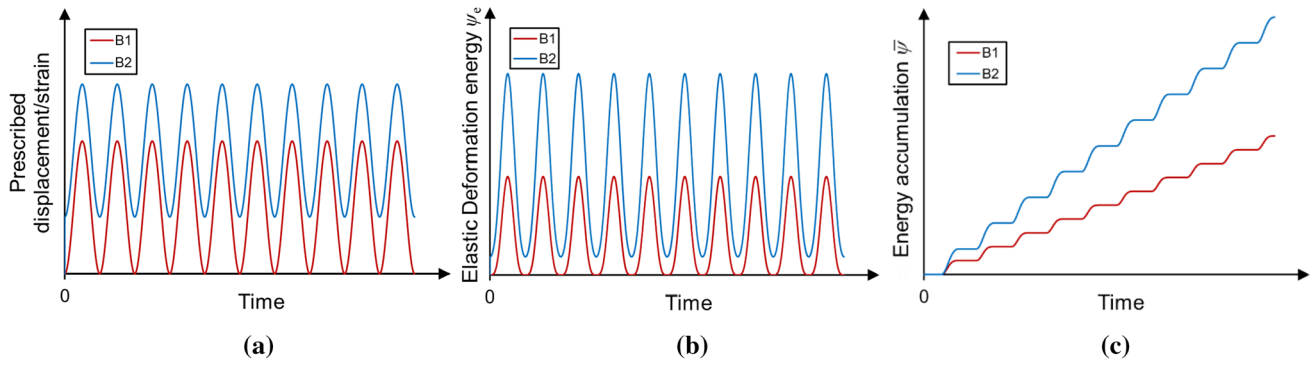 Prescribed
displacement/strain
B1
B2
0
Time
(a)
Elastic Deformation energy ψₑ
B1
B2
0
Time
(b)
Energy accumulation ψ̅
B1
B2
0
Time
(c)